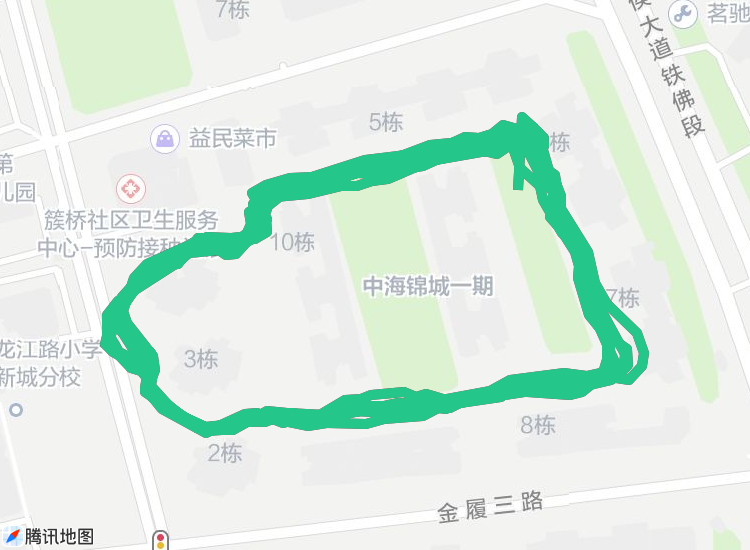 7栋
茗驰
大道铁佛段
5栋
益民菜市
栋
第
儿园
簇桥社区卫生服务
中心-预防接种
10栋
中海锦城一期
7栋
龙江路小学
新城分校
3栋
8栋
2栋
金履三路
腾讯地图